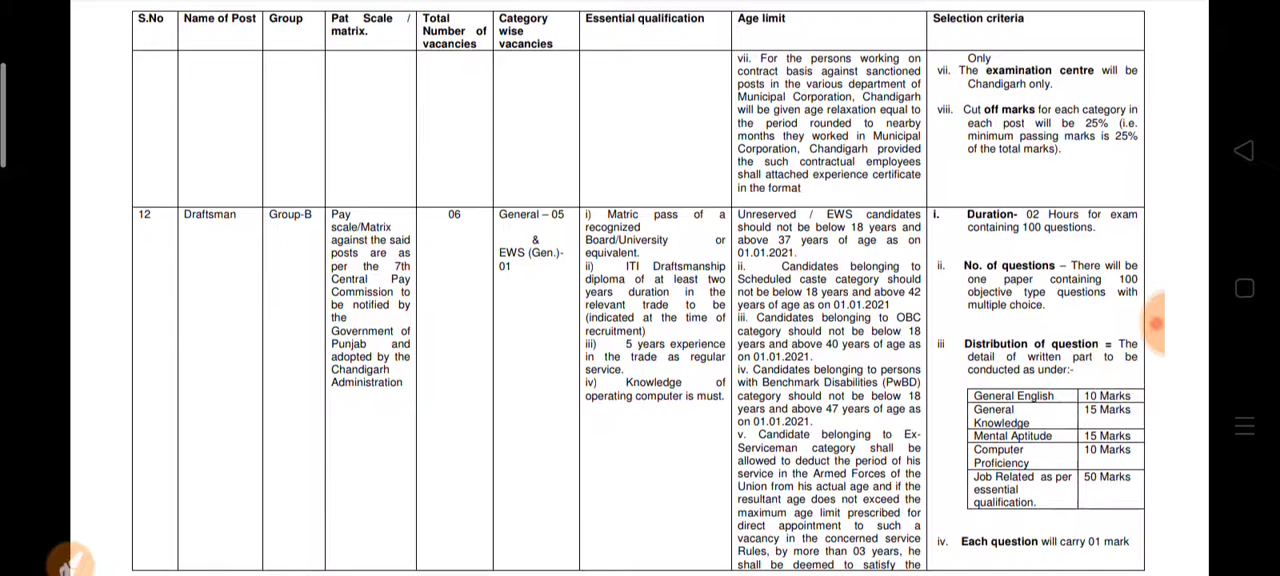 S.No
Name of Post
Group
Pat Scale /
matrix.
Total
Number of
vacancies
Category
wise
vacancies
Essential qualification
Age limit
Selection criteria
vii. For the persons working on
contract basis against sanctioned
posts in the various department of
Municipal Corporation, Chandigarh
will be given age relaxation equal to
the period rounded to nearby
months they worked in Municipal
Corporation, Chandigarh provided
the such contractual employees
shall attached experience certificate
in the format
Only
vii. The examination centre will be
Chandigarh only.
viii. Cut off marks for each category in
each post will be 25% (i.e.
minimum passing marks is 25%
of the total marks).
12
Draftsman
Group-B
Pay
scale/Matrix
against the said
posts are as
per the 7th
Central Pay
Commission to
be notified by
the
Government of
Punjab and
adopted by the
Chandigarh
Administration
06
General – 05
&
EWS (Gen.)-
01
i) Matric pass of a
recognized
Board/University or
equivalent.
ii) ITI Draftsmanship
diploma of at least two
years duration in the
relevant trade to be
(indicated at the time of
recruitment)
iii) 5 years experience
in the trade as regular
service.
iv) Knowledge of
operating computer is must.
Unreserved / EWS candidates
should not be below 18 years and
above 37 years of age as on
01.01.2021.
ii. Candidates belonging to
Scheduled caste category should
not be below 18 years and above 42
years of age as on 01.01.2021
iii. Candidates belonging to OBC
category should not be below 18
years and above 40 years of age as
on 01.01.2021.
iv. Candidates belonging to persons
with Benchmark Disabilities (PwBD)
category should not be below 18
years and above 47 years of age as
on 01.01.2021.
v. Candidate belonging to Ex-
Serviceman category shall be
allowed to deduct the period of his
service in the Armed Forces of the
Union from his actual age and if the
resultant age does not exceed the
maximum age limit prescribed for
direct appointment to such a
vacancy in the concerned service
Rules, by more than 03 years, he
shall be deemed to satisfy the
i. Duration- 02 Hours for exam
containing 100 questions.
ii. No. of questions – There will be
one paper containing 100
objective type questions with
multiple choice.
iii Distribution of question = The
detail of written part to be
conducted as under:-
General English 10 Marks
General 15 Marks
Knowledge
Mental Aptitude 15 Marks
Computer 10 Marks
Proficiency
Job Related as per 50 Marks
essential
qualification.
iv. Each question will carry 01 mark